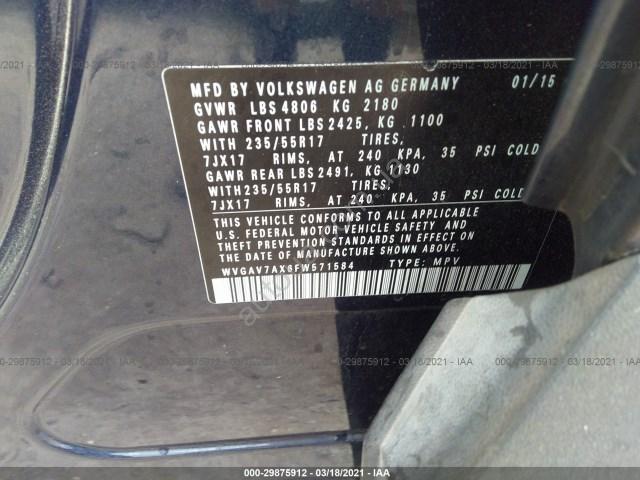 MFD BY VOLKSWAGEN AG GERMANY 01/15
GVWR LBS 4806 KG 2180
GAWR FRONT LBS 2425, KG 1100
WITH 235/55R17 TIRES,
7JX17 RIMS, AT 240 KPA, 35 PSI COLD
GAWR REAR LBS 2491, KG 1130
WITH 235/55R17 TIRES,
7JX17 RIMS, AT 240 KPA, 35 PSI COLD
THIS VEHICLE CONFORMS TO ALL APPLICABLE
U.S. FEDERAL MOTOR VEHICLE SAFETY AND
THEFT PREVENTION STANDARDS IN EFFECT ON
THE DATE OF MANUFACTURE SHOWN ABOVE
WVGAV7AX6FW571584 TYPE: MPV
000-29875912 - 03/18/2021 - IAA